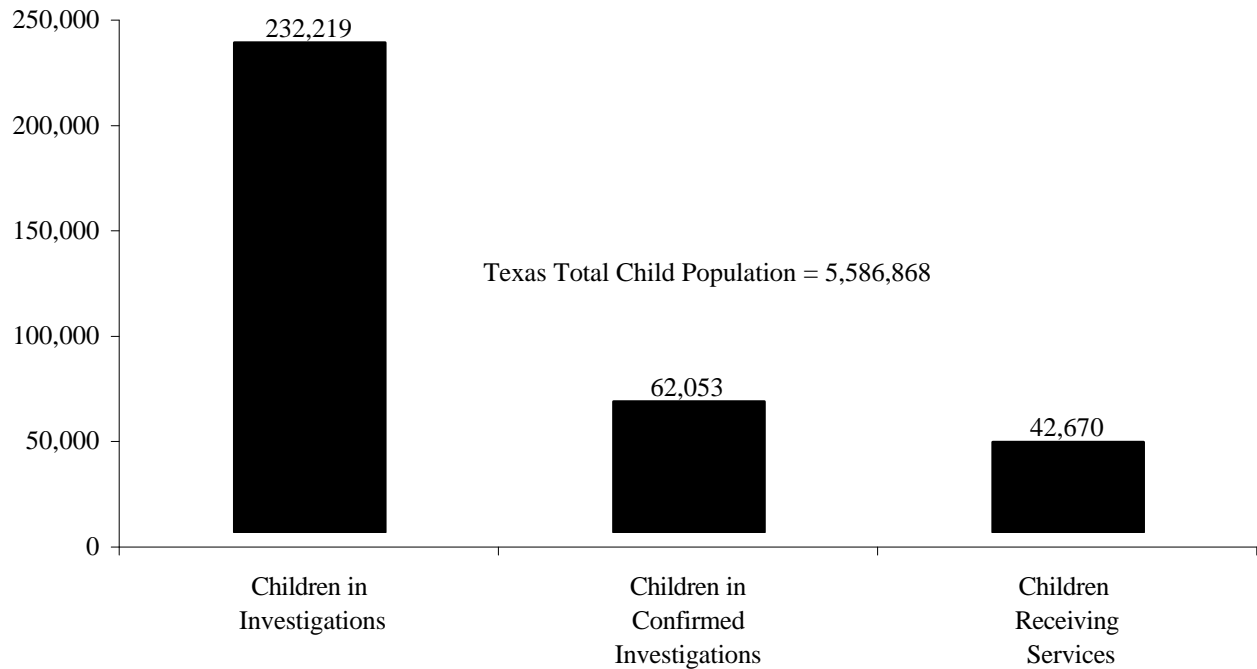 250,000
232,219
200,000
150,000
Texas Total Child Population = 5,586,868
100,000
62,053
50,000
42,670
0
Children in
Investigations
Children in
Confirmed
Investigations
Children
Receiving
Services